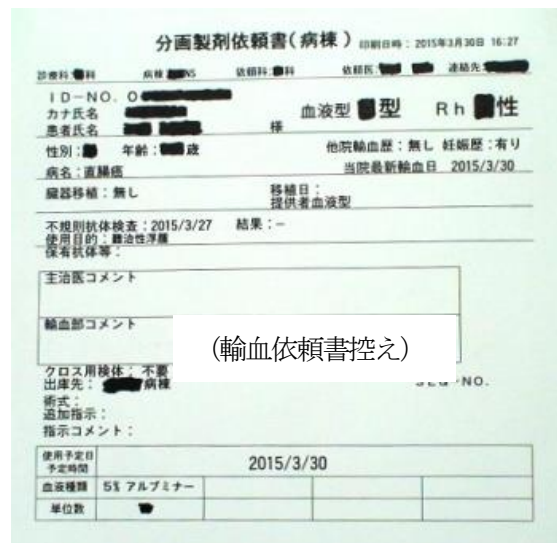 分画製剤依頼書(病棟) 印刷日時：2015年3月30日 16:27
診療科：科 病棟 NS 依頼科：科 依頼医： 連絡先：
ID-NO. 0
カナ氏名 血液型 型 Rh 性
患者氏名 様
性別： 年齢： 歳 他院輸血歴：無し 妊娠歴：有り
病名：直腸癌 当院最新輸血日 2015/3/30
臓器移植：無し 移植日：
提供者血液型
不規則抗体検査：2015/3/27 結果：-
使用目的：難治性浮腫
保有抗体等：
主治医コメント
輸血部コメント
(輸血依頼書控え)
クロス用検体：不要
出庫先： 病棟 SEQ-NO.
術式：
追加指示：
指示コメント：
使用予定日
予定時間 2015/3/30
血液種類 5% アルブミナー
単位数